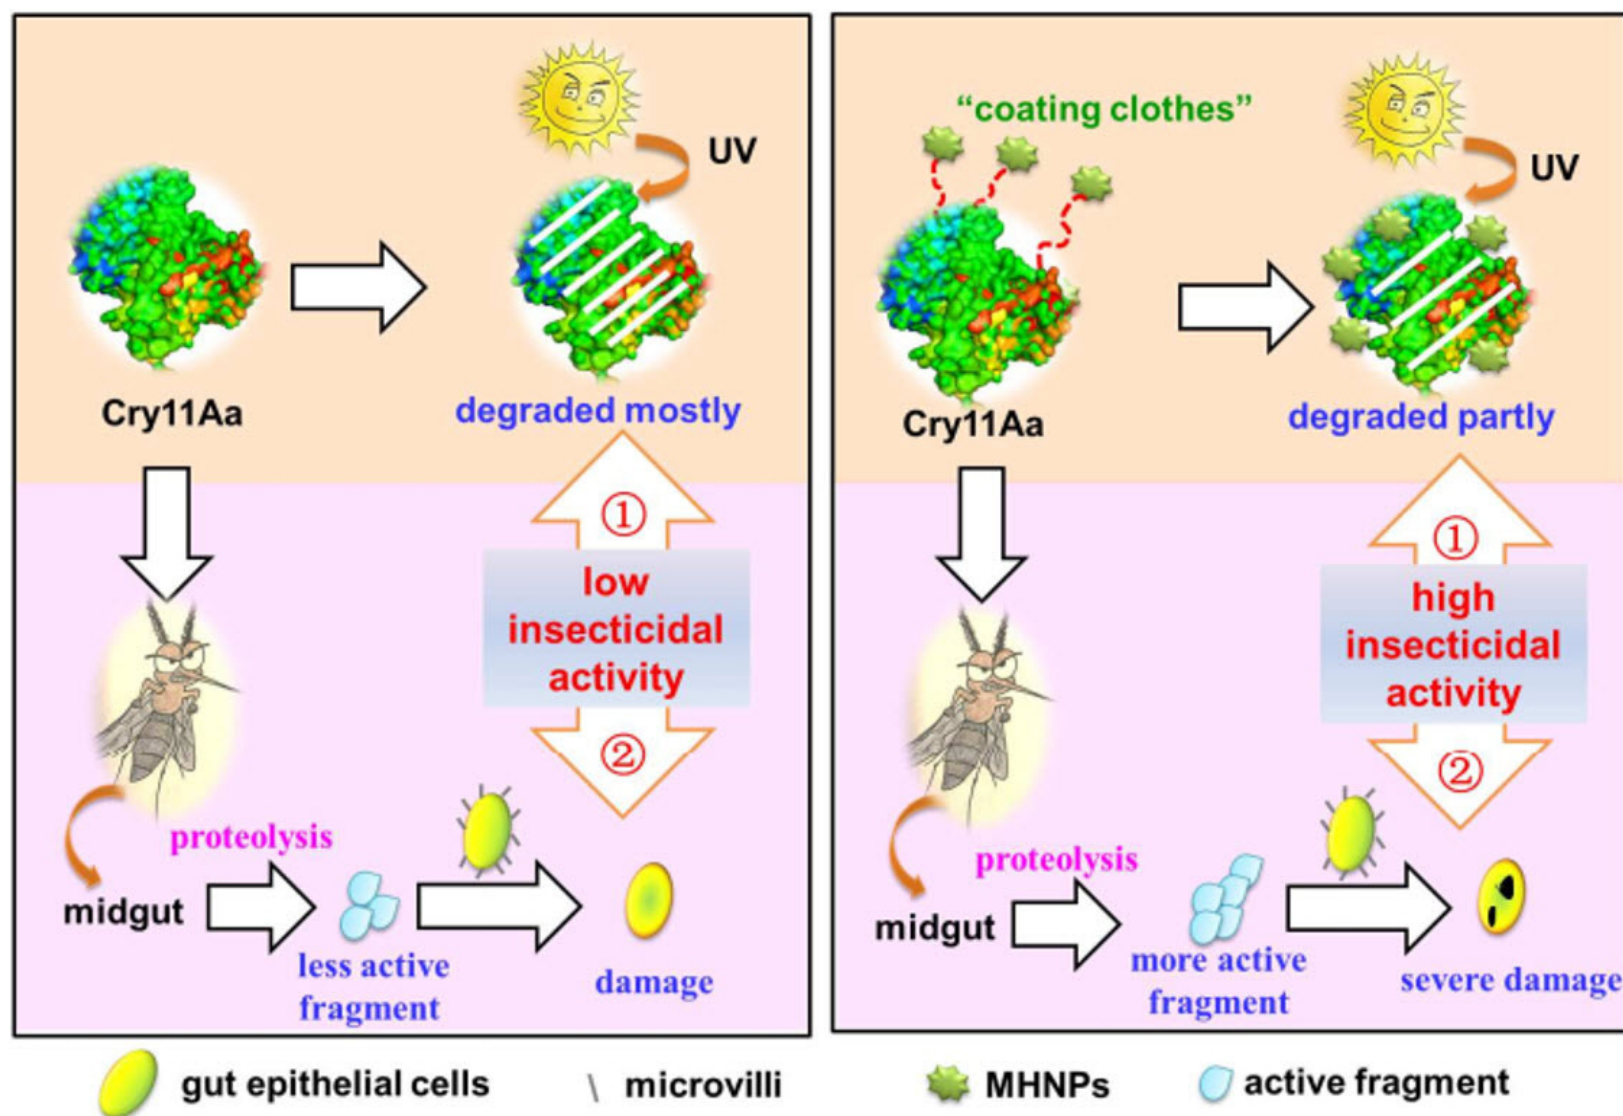 UV
Cry11Aa
degraded mostly
①
low
insecticidal
activity
②
proteolysis
midgut
less active
fragment
damage
“coating clothes”
UV
Cry11Aa
degraded partly
①
high
insecticidal
activity
②
proteolysis
midgut
more active
fragment
severe damage
gut epithelial cells
microvilli
MHNPs
active fragment